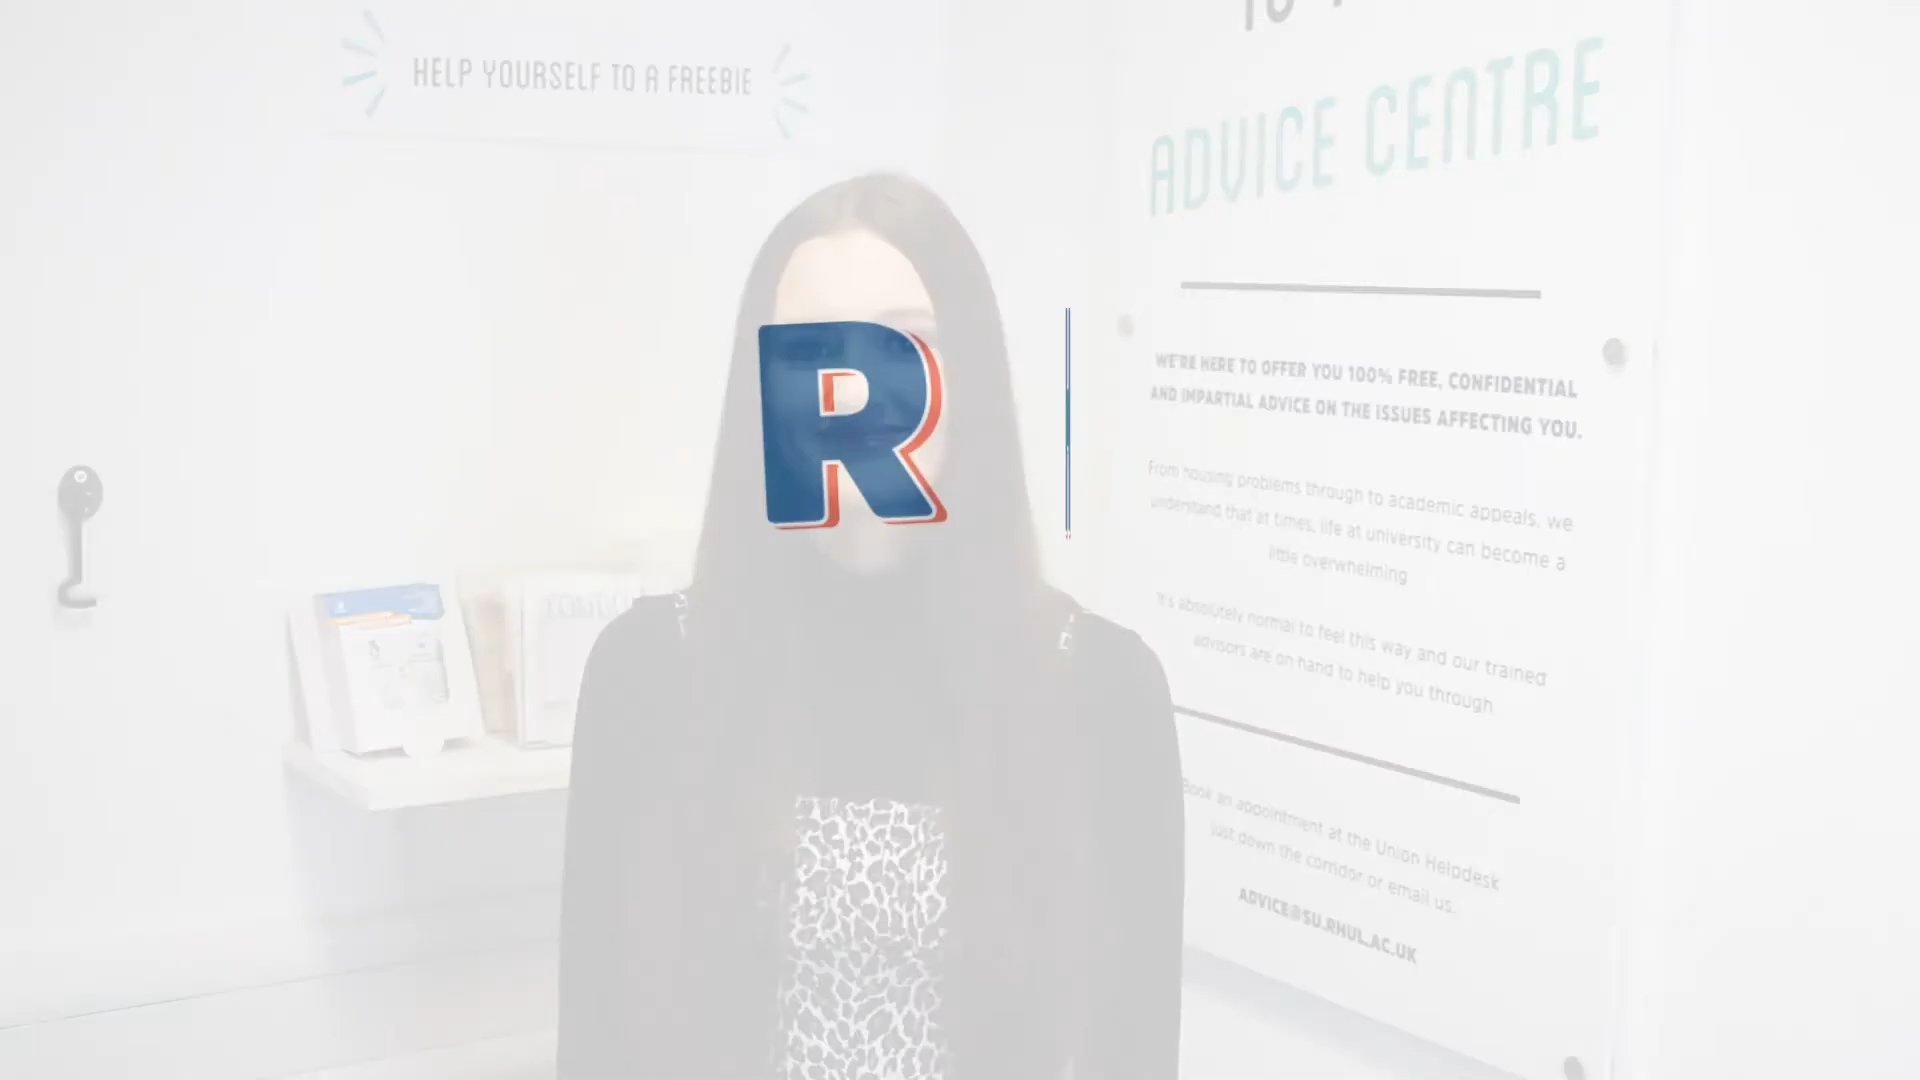 HELP YOURSELF TO A FREEBIE
ADVICE CENTRE
WE'RE HERE TO OFFER YOU 100% FREE, CONFIDENTIAL
AND IMPARTIAL ADVICE ON THE ISSUES AFFECTING YOU.
From housing problems through to academic appeals, we
understand that at times, life at university can become a
little overwhelming
It's absolutely normal to feel this way and our trained
advisors are on hand to help you through.
Book an appointment at the Union Helpdesk
just down the corridor or email us.
ADVICE@SU.RHUL.AC.UK
R